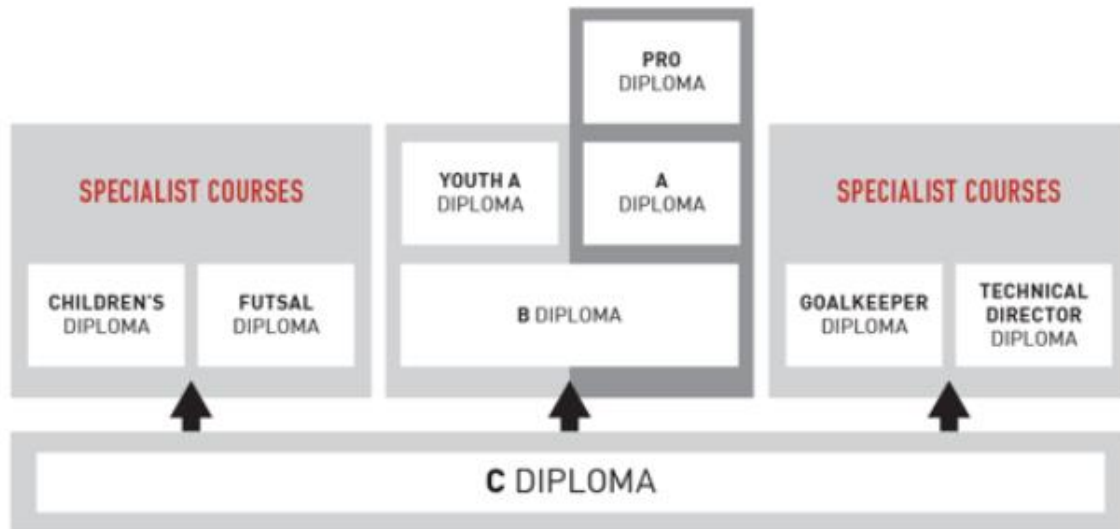 PRO
DIPLOMA
SPECIALIST COURSES
YOUTH A
DIPLOMA
A
DIPLOMA
SPECIALIST COURSES
CHILDREN'S
DIPLOMA
FUTSAL
DIPLOMA
B DIPLOMA
GOALKEEPER
DIPLOMA
TECHNICAL
DIRECTOR
DIPLOMA
C DIPLOMA